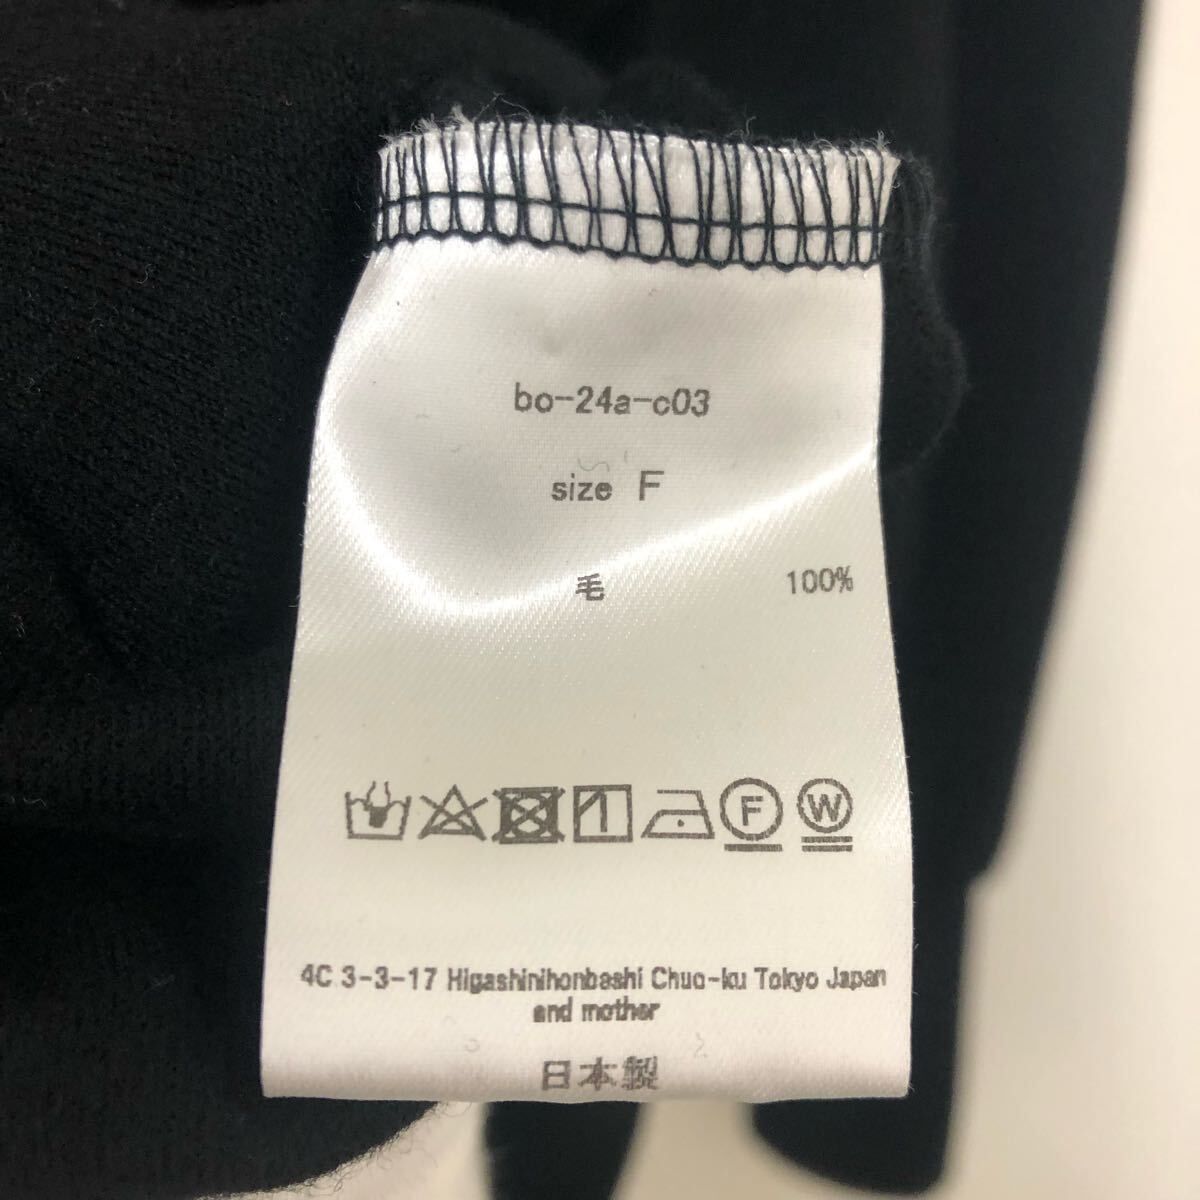 bo-24a-c03
size F
毛 100%
F W
4C 3-3-17 Higashinihonbashi Chuo-ku Tokyo Japan
and mother
日本製